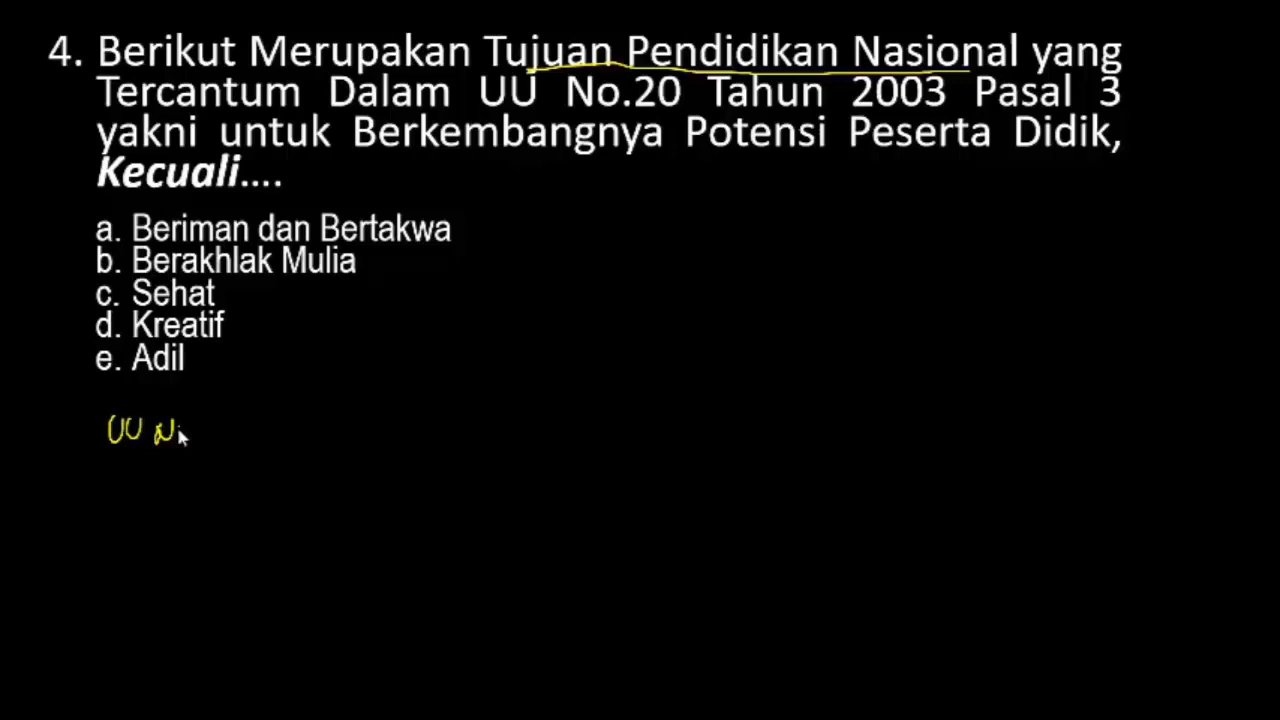 4. Berikut Merupakan Tujuan Pendidikan Nasional yang
Tercantum Dalam UU No.20 Tahun 2003 Pasal 3
yakni untuk Berkembangnya Potensi Peserta Didik,
Kecuali....
a. Beriman dan Bertakwa
b. Berakhlak Mulia
c. Sehat
d. Kreatif
e. Adil
UU N